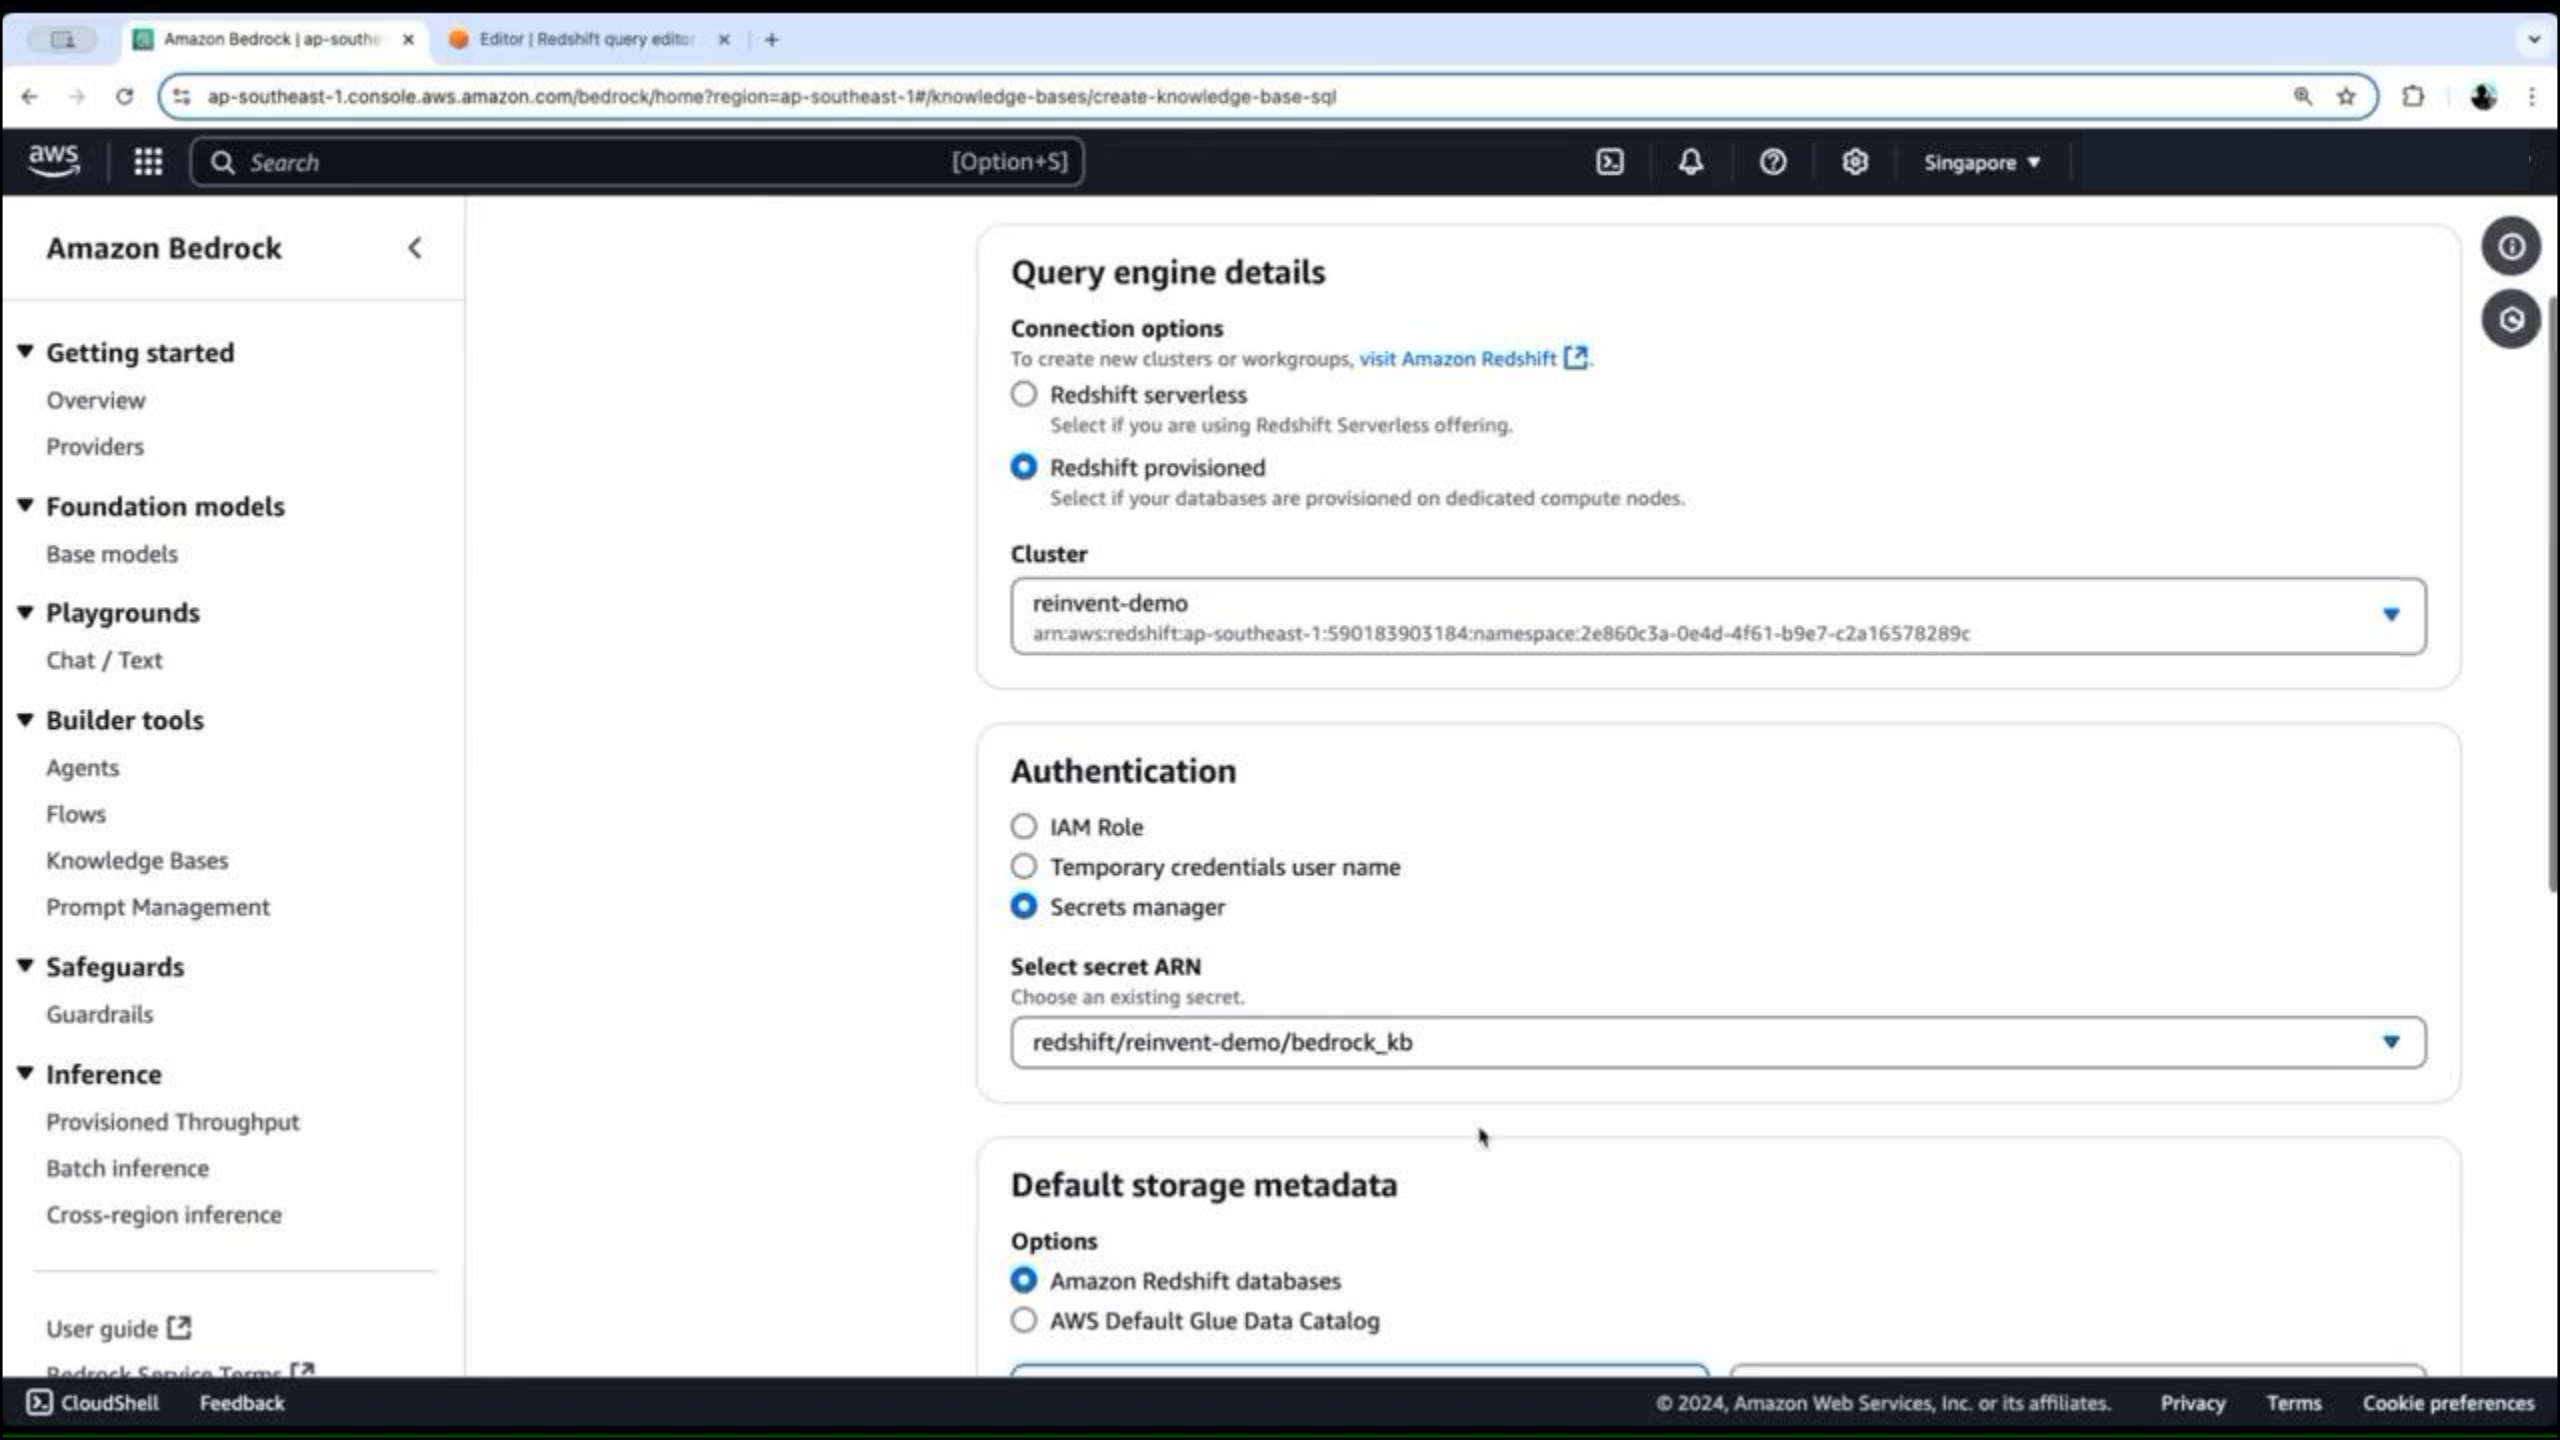 Amazon Bedrock | ap-southe
Editor | Redshift query editor
ap-southeast-1.console.aws.amazon.com/bedrock/home?region=ap-southeast-1#/knowledge-bases/create-knowledge-base-sql
aws
Search
[Option+S]
Singapore
Amazon Bedrock
Getting started
Overview
Providers
Foundation models
Base models
Playgrounds
Chat / Text
Builder tools
Agents
Flows
Knowledge Bases
Prompt Management
Safeguards
Guardrails
Inference
Provisioned Throughput
Batch inference
Cross-region inference
User guide
Bedrock Service Terms
Query engine details
Connection options
To create new clusters or workgroups, visit Amazon Redshift.
Redshift serverless
Select if you are using Redshift Serverless offering.
Redshift provisioned
Select if your databases are provisioned on dedicated compute nodes.
Cluster
reinvent-demo
arn:aws:redshift:ap-southeast-1:590183903184:namespace:2e860c3a-0e4d-4f61-b9e7-c2a16578289c
Authentication
IAM Role
Temporary credentials user name
Secrets manager
Select secret ARN
Choose an existing secret.
redshift/reinvent-demo/bedrock_kb
Default storage metadata
Options
Amazon Redshift databases
AWS Default Glue Data Catalog
CloudShell
Feedback
© 2024, Amazon Web Services, Inc. or its affiliates.
Privacy
Terms
Cookie preferences